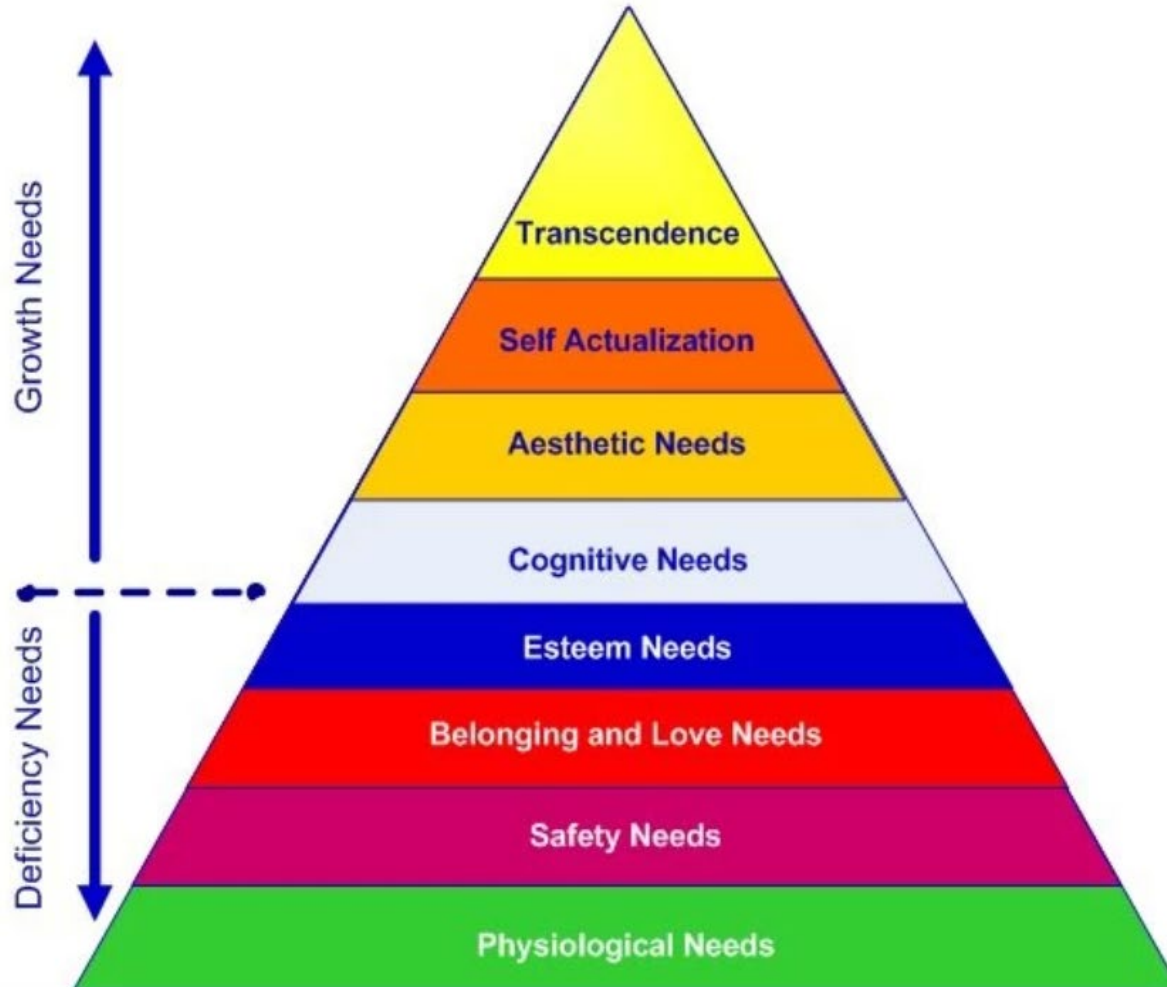 Growth Needs
Deficiency Needs
Transcendence
Self Actualization
Aesthetic Needs
Cognitive Needs
Esteem Needs
Belonging and Love Needs
Safety Needs
Physiological Needs